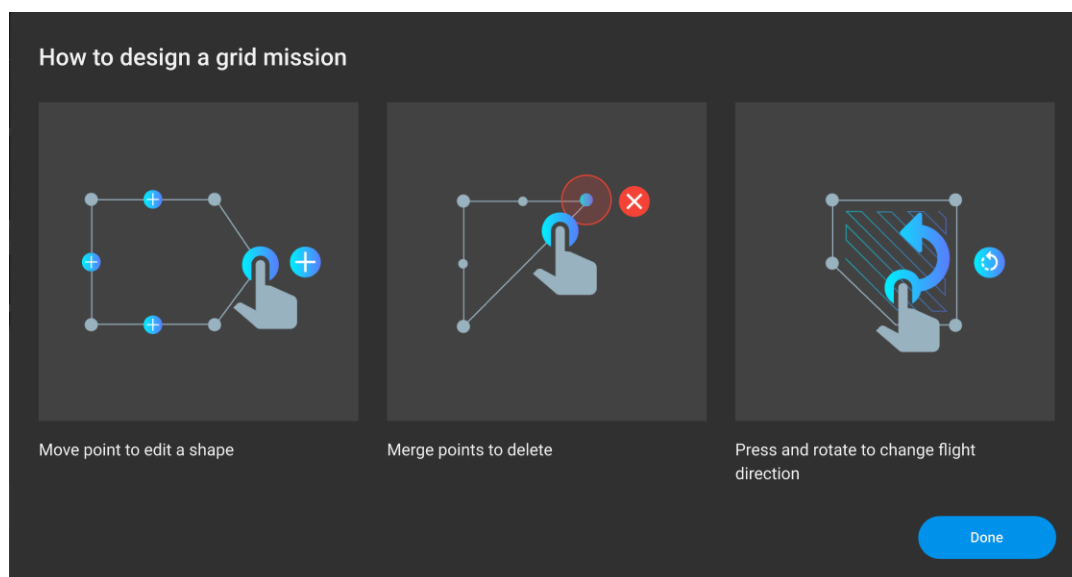 How to design a grid mission
Move point to edit a shape
Merge points to delete
Press and rotate to change flight
direction
Done